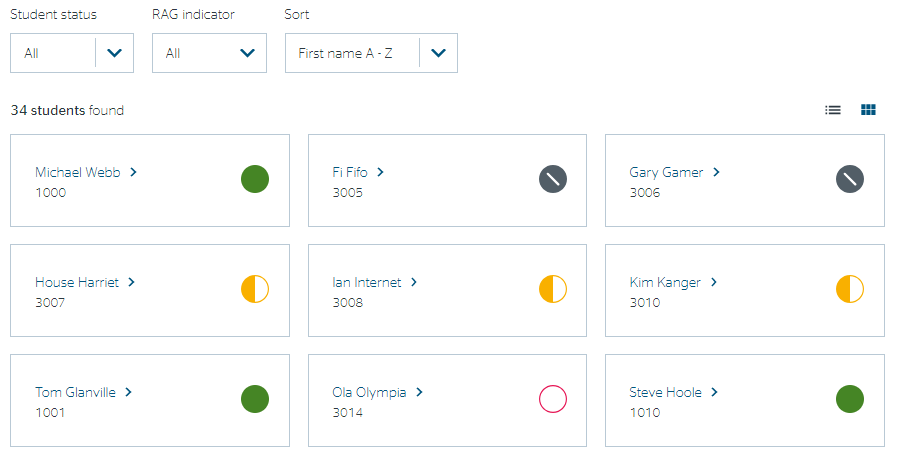 Student status RAG indicator Sort
All All First name A - Z
34 students found
Michael Webb
1000
Fi Fifo
3005
Gary Gamer
3006
House Harriet
3007
Ian Internet
3008
Kim Kanger
3010
Tom Glanville
1001
Ola Olympia
3014
Steve Hoole
1010